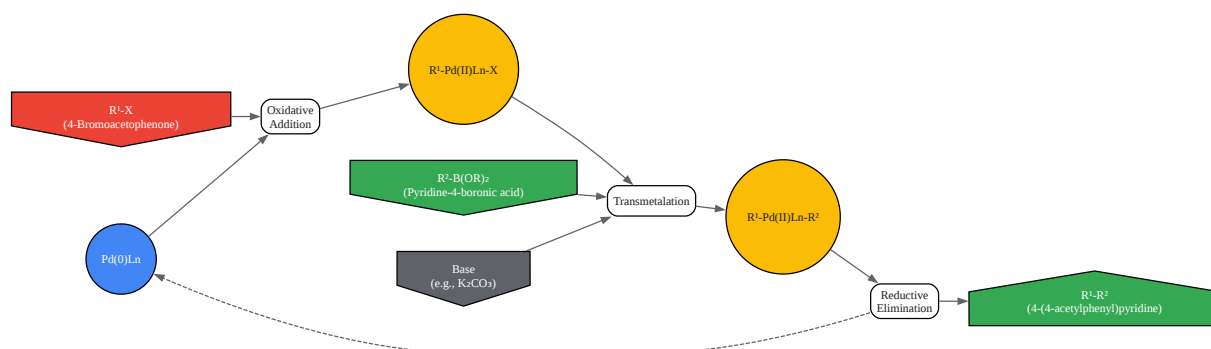 R¹-Pd(II)Ln-X
R¹-X
(4-Bromoacetophenone)
Oxidative
Addition
R²-B(OR)₂
(Pyridine-4-boronic acid)
Transmetalation
R¹-Pd(II)Ln-R²
Pd(0)Ln
Base
(e.g., K₂CO₃)
Reductive
Elimination
R¹-R²
(4-(4-acetylphenyl)pyridine)